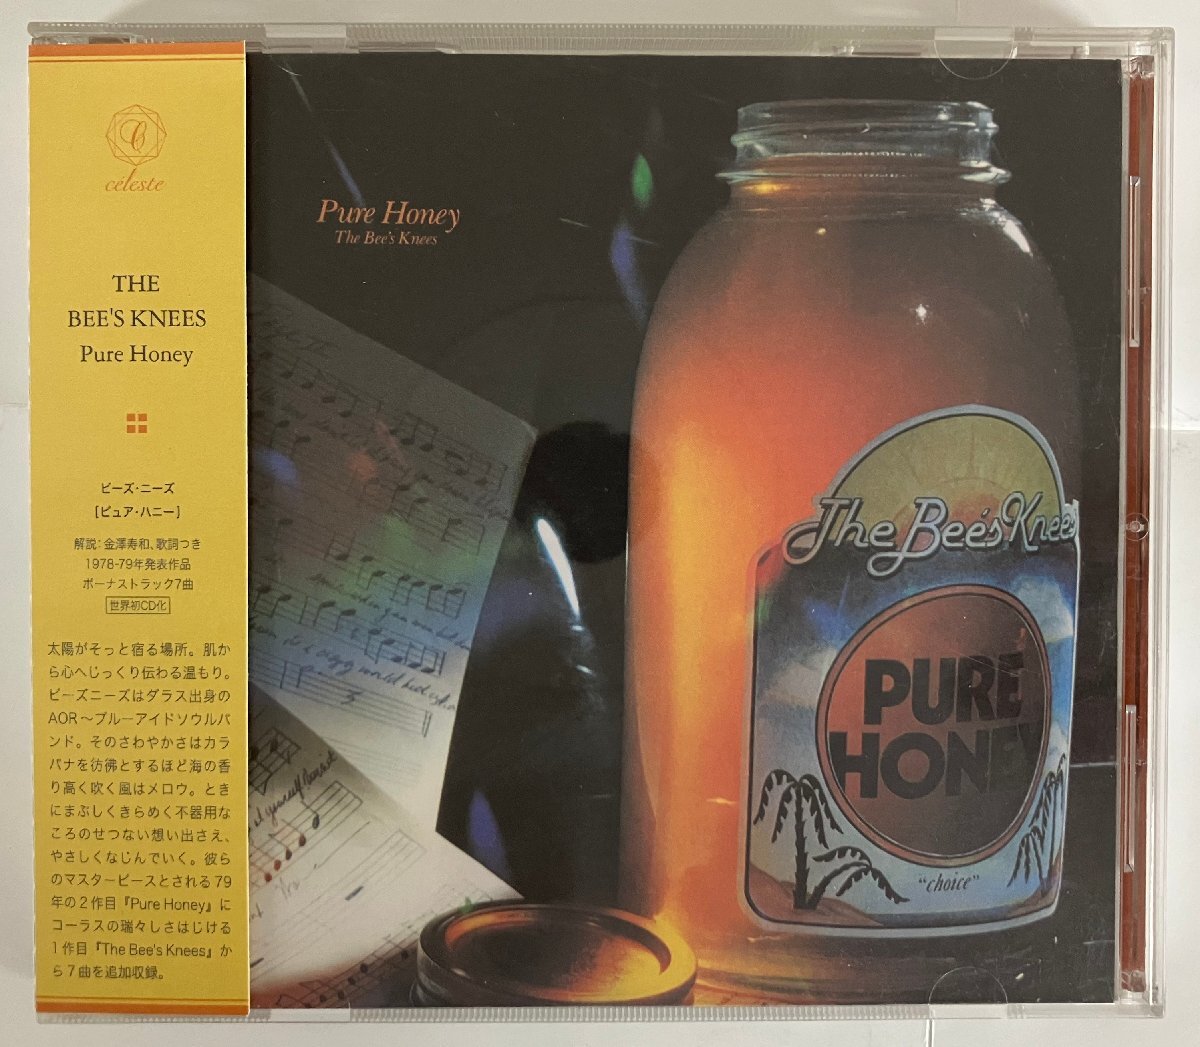 céleste
THE
BEE'S KNEES
Pure Honey
ビーズ・ニーズ
[ピュア・ハニー]
解説：金澤寿和、歌詞つき
1978-79年発表作品
ボーナストラック7曲
世界初CD化
太陽がそっと宿る場所。肌か
ら心へじっくり伝わる温もり。
ビーズニーズはダラス出身の
AOR～ブルーアイドソウルバ
ンド。そのさわやかさはカラ
パナを彷彿とするほど海の香
り高く吹く風はメロウ。とき
にまぶしくきらめく不器用な
ころのせつない想い出さえ、
やさしくなじんでいく。彼ら
のマスターピースとされる79
年の2作目『Pure Honey』に
コーラスの瑞々しさはじける
1作目『The Bee's Knees』か
ら7曲を追加収録。
Pure Honey
The Bee's Knees
The Bee's Knees
PURE
HONEY
"choice"